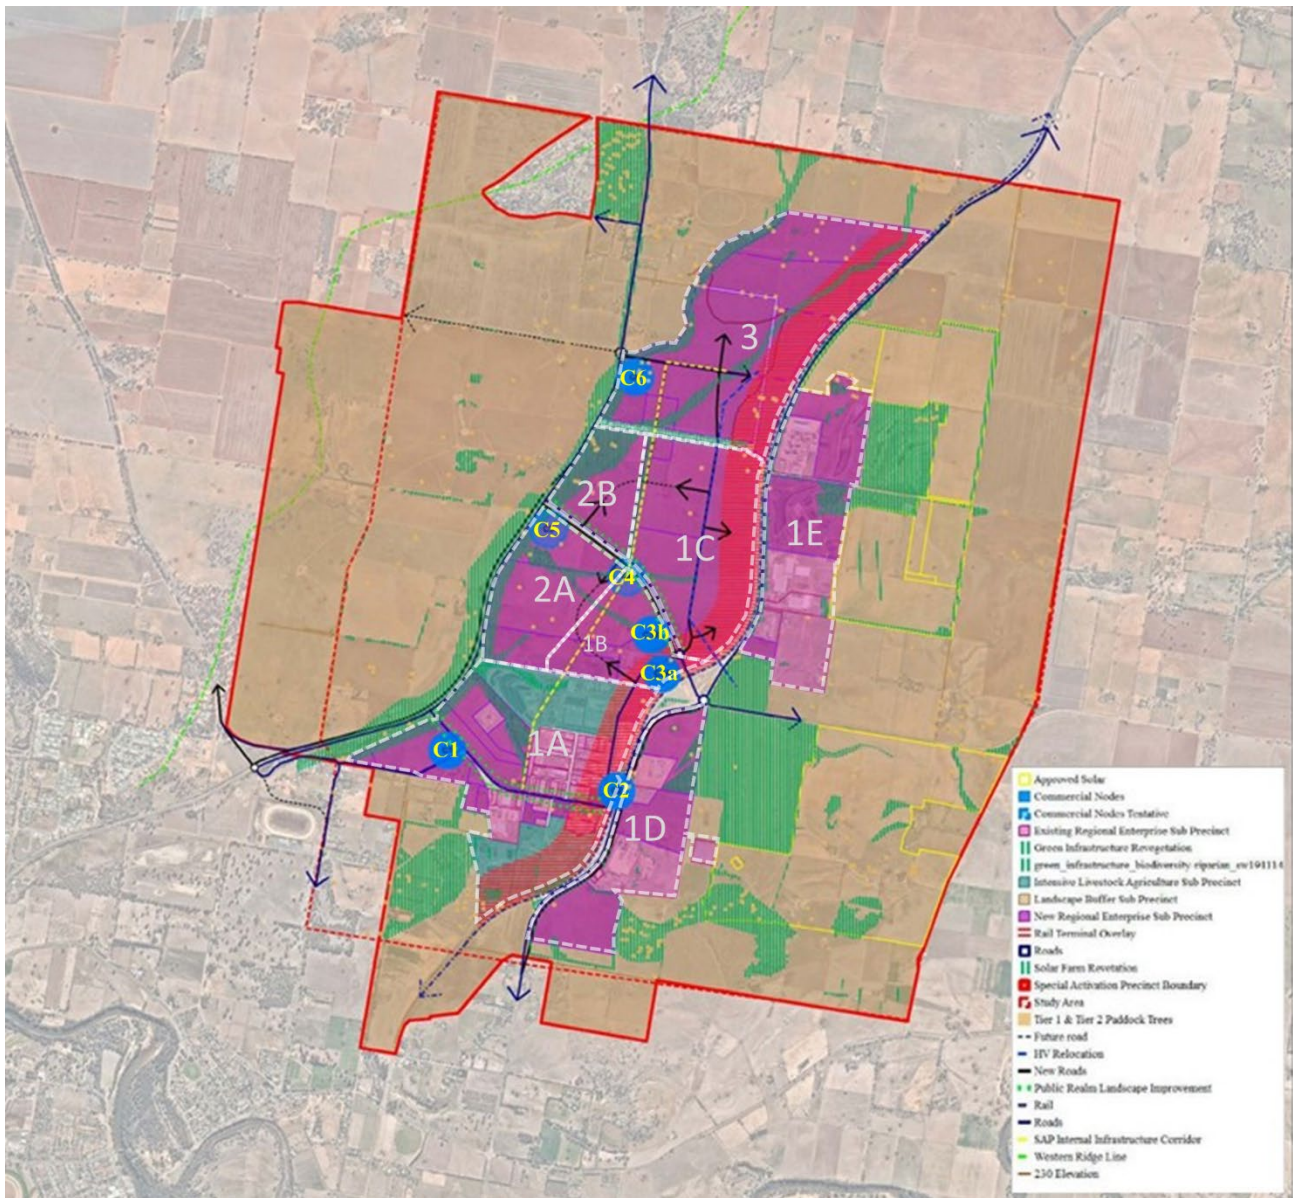 3
C6
2B
1C
1E
C5
C4
2A
C3b
1B
C3a
C1
1A
C2
1D
Approved Solar
Commercial Nodes
Commercial Nodes Tentative
Existing Regional Enterprise Sub Precinct
Green Infrastructure Revegetation
green_infrastructure_biodiversity riparian_sw191114
Intensive Livestock Agriculture Sub Precinct
Landscape Buffer Sub Precinct
New Regional Enterprise Sub Precinct
Rail Terminal Overlay
Roads
Solar Farm Revetation
Special Activation Precinct Boundary
Study Area
Tier 1 & Tier 2 Paddock Trees
Future road
HV Relocation
New Roads
Public Realm Landscape Improvement
Rail
Roads
SAP Internal Infrastructure Corridor
Western Ridge Line
230 Elevation